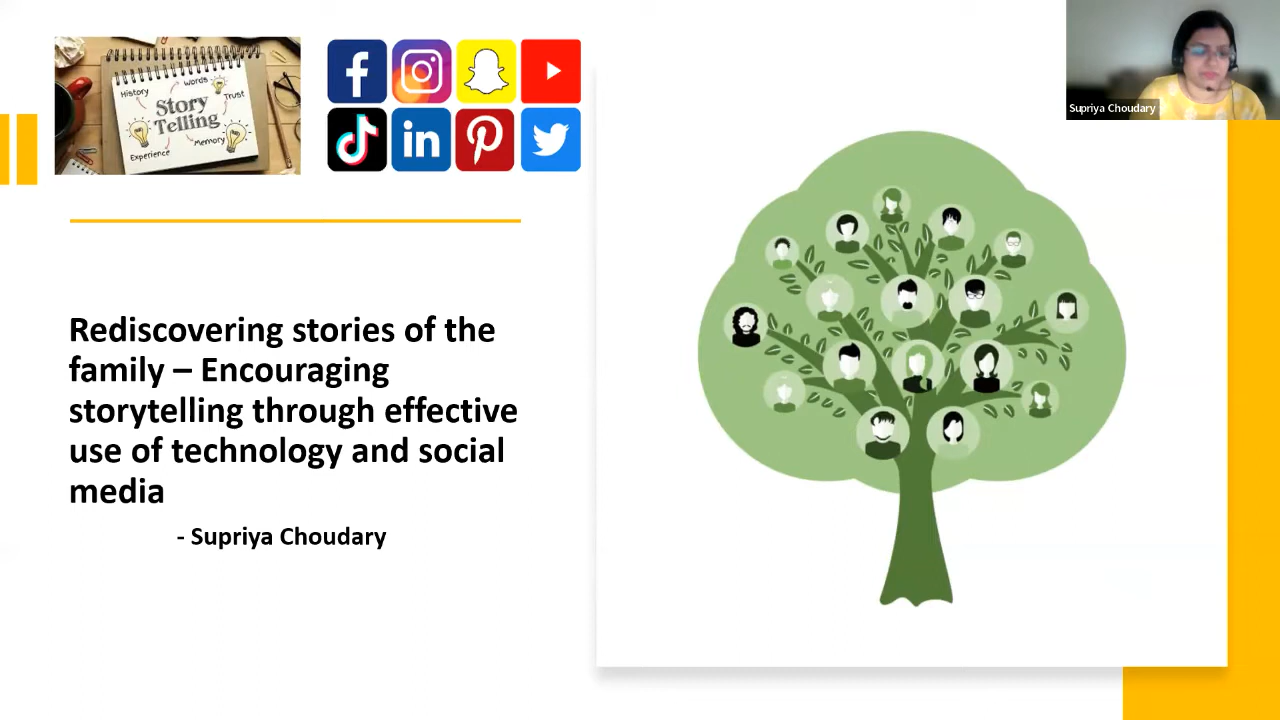 History
Words
Trust
Story
Telling
Experience
Memory
in
Supriya Choudary
Rediscovering stories of the
family – Encouraging
storytelling through effective
use of technology and social
media
- Supriya Choudary